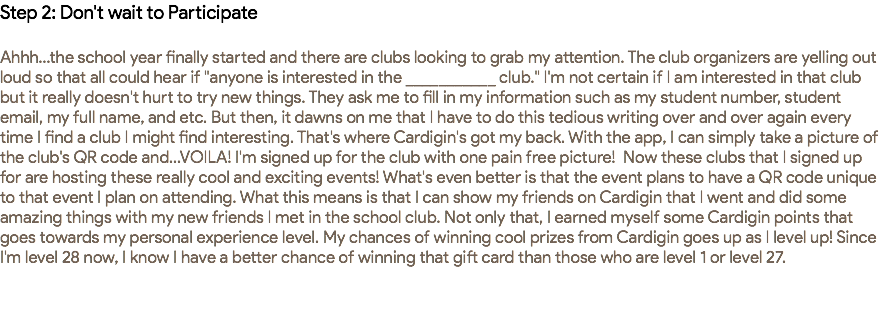 Step 2: Don't wait to Participate
Ahhh...the school year finally started and there are clubs looking to grab my attention. The club organizers are yelling out
loud so that all could hear if "anyone is interested in the ___________ club." I'm not certain if I am interested in that club
but it really doesn't hurt to try new things. They ask me to fill in my information such as my student number, student
email, my full name, and etc. But then, it dawns on me that I have to do this tedious writing over and over again every
time I find a club I might find interesting. That's where Cardigin's got my back. With the app, I can simply take a picture of
the club's QR code and...VOILA! I'm signed up for the club with one pain free picture!  Now these clubs that I signed up
for are hosting these really cool and exciting events! What's even better is that the event plans to have a QR code unique
to that event I plan on attending. What this means is that I can show my friends on Cardigin that I went and did some
amazing things with my new friends I met in the school club. Not only that, I earned myself some Cardigin points that
goes towards my personal experience level. My chances of winning cool prizes from Cardigin goes up as I level up! Since
I'm level 28 now, I know I have a better chance of winning that gift card than those who are level 1 or level 27.